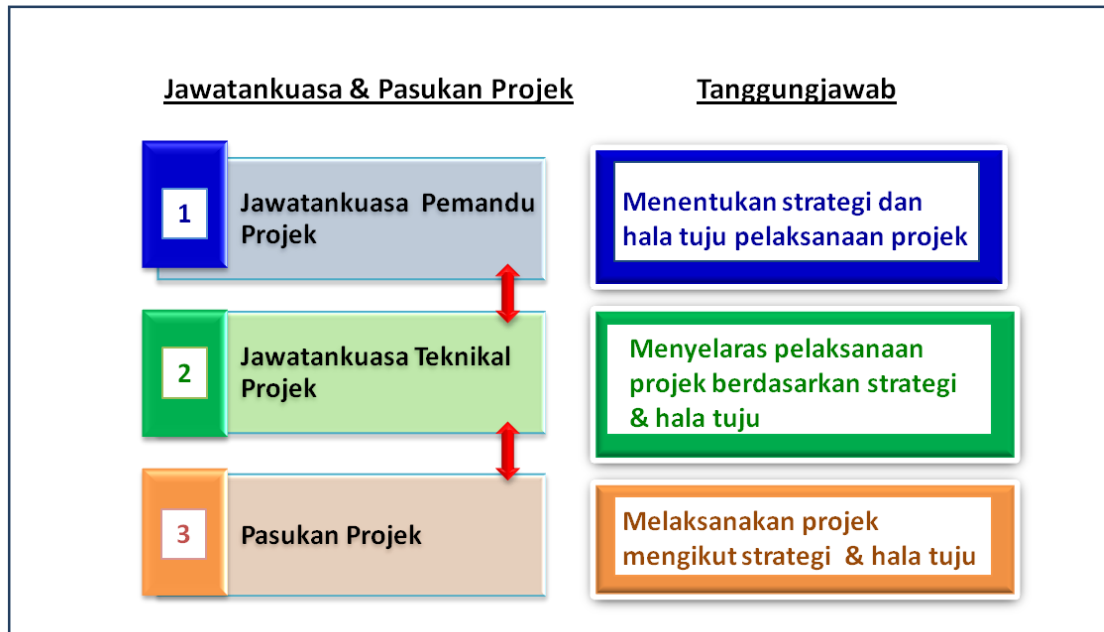 Jawatankuasa & Pasukan Projek
Tanggungjawab
1
Jawatankuasa Pemandu
Projek
Menentukan strategi dan
hala tuju pelaksanaan projek
2
Jawatankuasa Teknikal
Projek
Menyelaras pelaksanaan
projek berdasarkan strategi
& hala tuju
3
Pasukan Projek
Melaksanakan projek
mengikut strategi & hala tuju